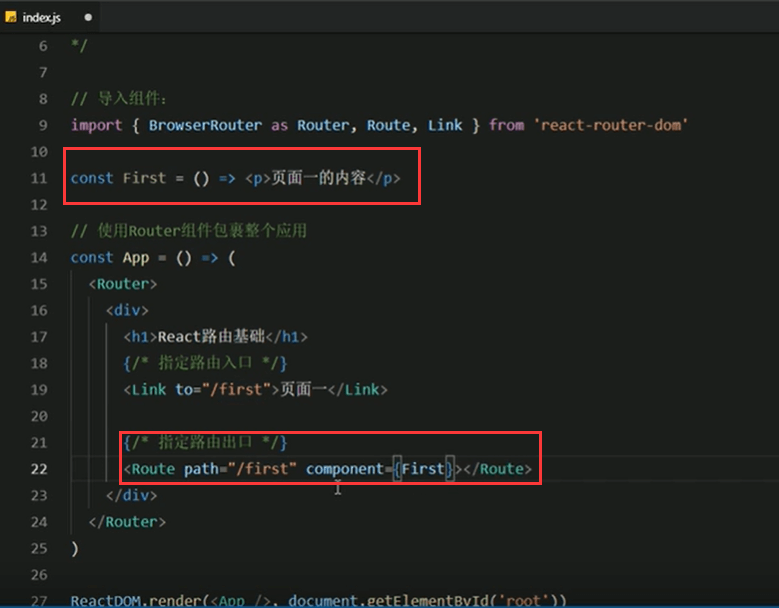 index.js
6 */
7
8 // 导入组件:
9 import { BrowserRouter as Router, Route, Link } from 'react-router-dom'
10
11 const First = () => <p>页面一的内容</p>
12
13 // 使用Router组件包裹整个应用
14 const App = () => (
15 <Router>
16 <div>
17 <h1>React路由基础</h1>
18 {/* 指定路由入口 */}
19 <Link to="/first">页面一</Link>
20
21 {/* 指定路由出口 */}
22 <Route path="/first" component={First}></Route>
23 </div>
24 </Router>
25 )
26
27 ReactDOM.render(<App />, document.getElementById('root'))